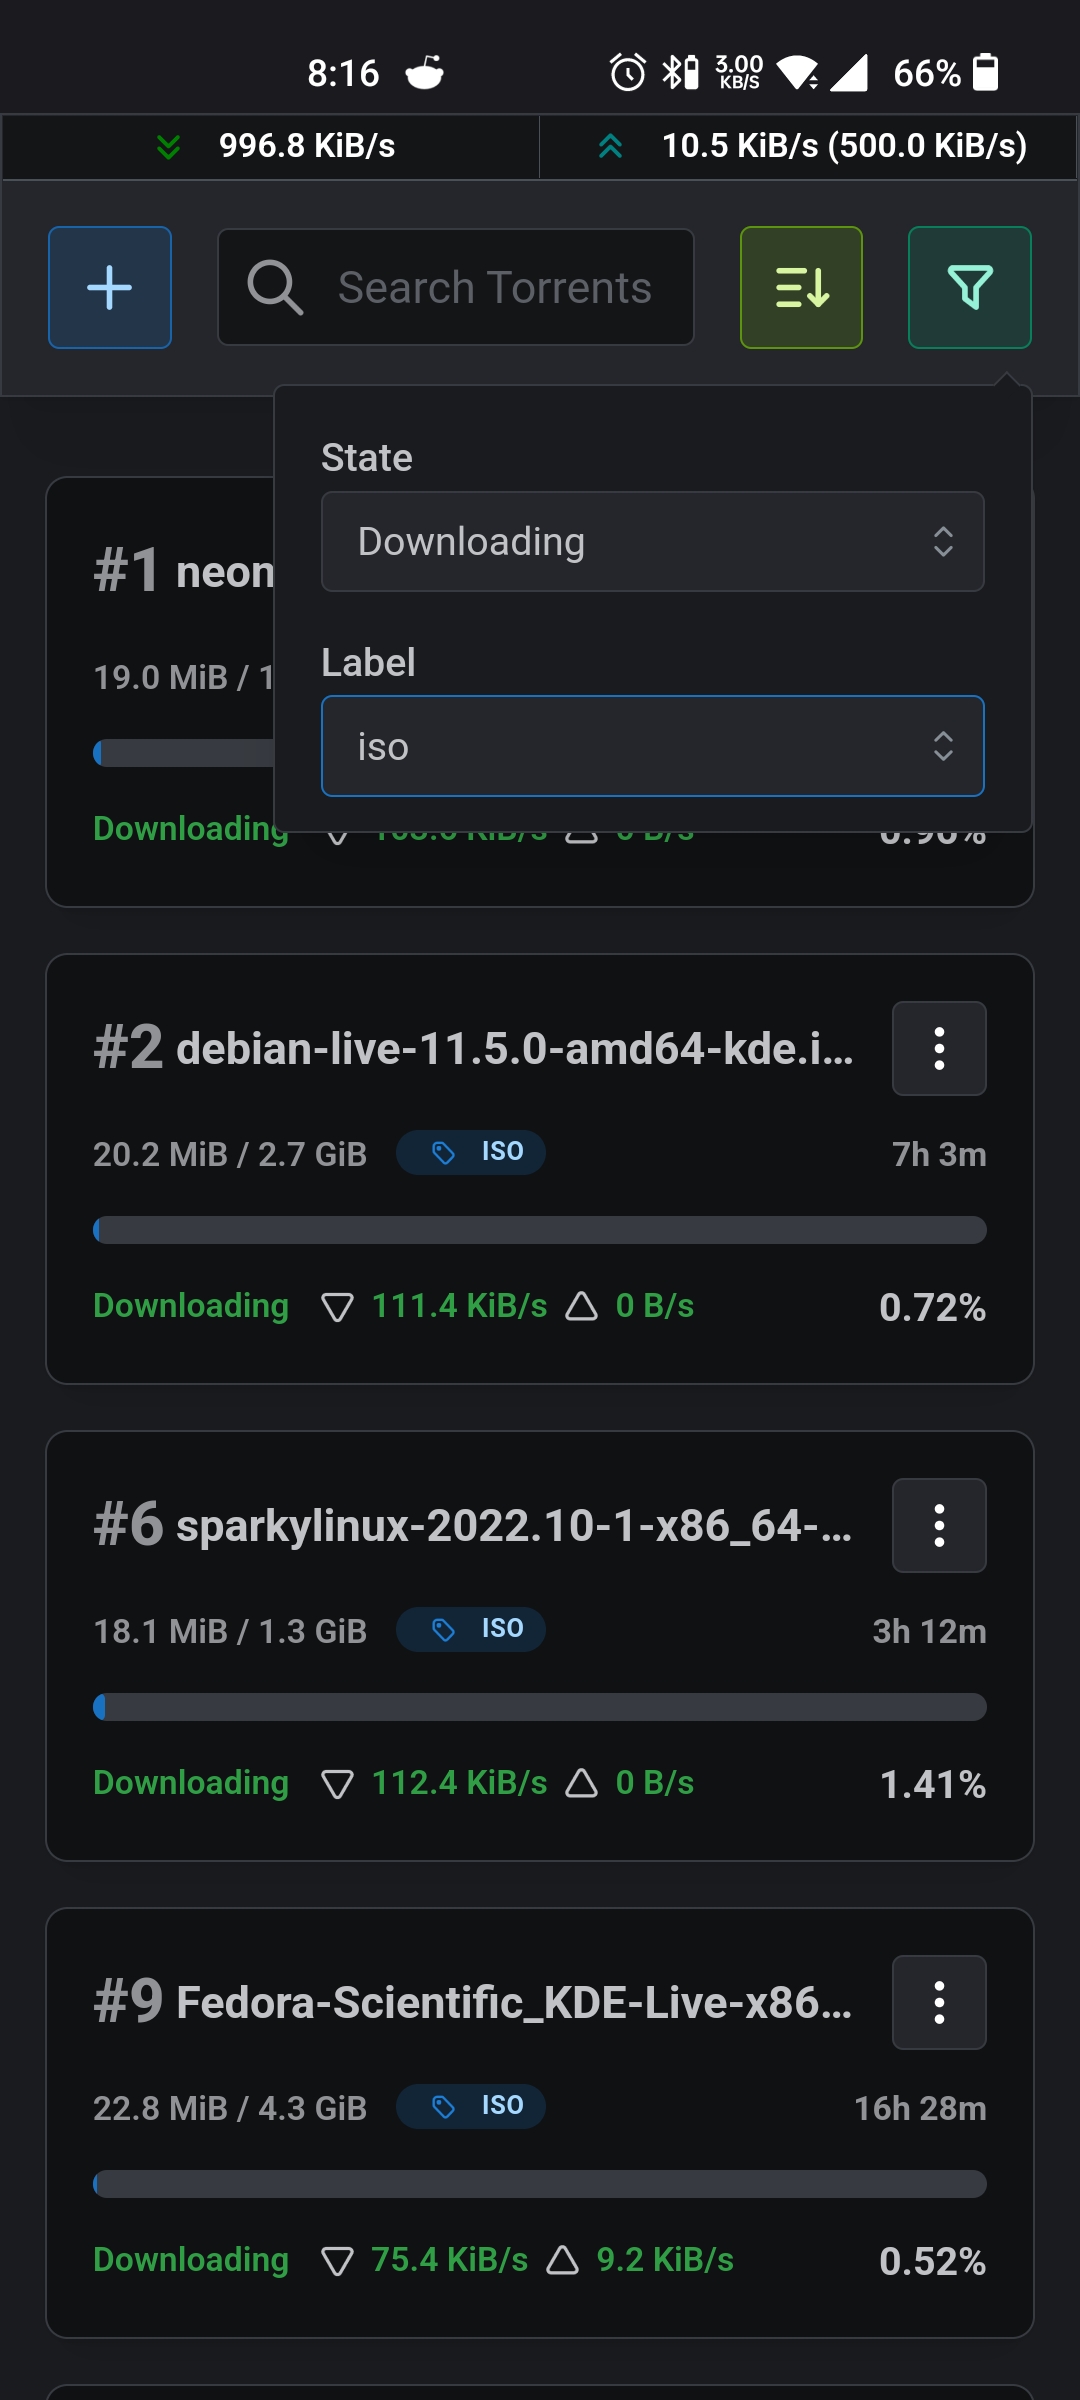 8:16 3.00 KB/S 66%
996.8 KiB/s 10.5 KiB/s (500.0 KiB/s)
Search Torrents
State
Downloading
Label
iso
#1 neon
19.0 MiB / 1
Downloading
#2 debian-live-11.5.0-amd64-kde.i...
20.2 MiB / 2.7 GiB ISO 7h 3m
Downloading 111.4 KiB/s 0 B/s 0.72%
#6 sparkylinux-2022.10-1-x86_64-...
18.1 MiB / 1.3 GiB ISO 3h 12m
Downloading 112.4 KiB/s 0 B/s 1.41%
#9 Fedora-Scientific_KDE-Live-x86...
22.8 MiB / 4.3 GiB ISO 16h 28m
Downloading 75.4 KiB/s 9.2 KiB/s 0.52%